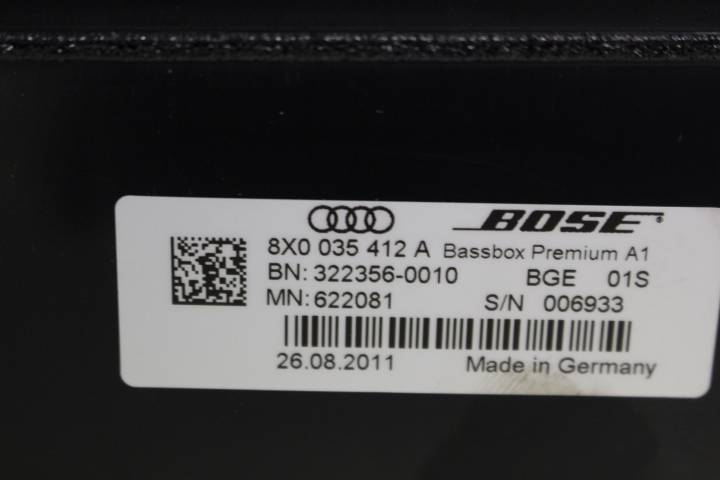 BOSE
8X0 035 412 A Bassbox Premium A1
BN: 322356-0010 BGE 01S
MN: 622081 S/N 006933
26.08.2011 Made in Germany